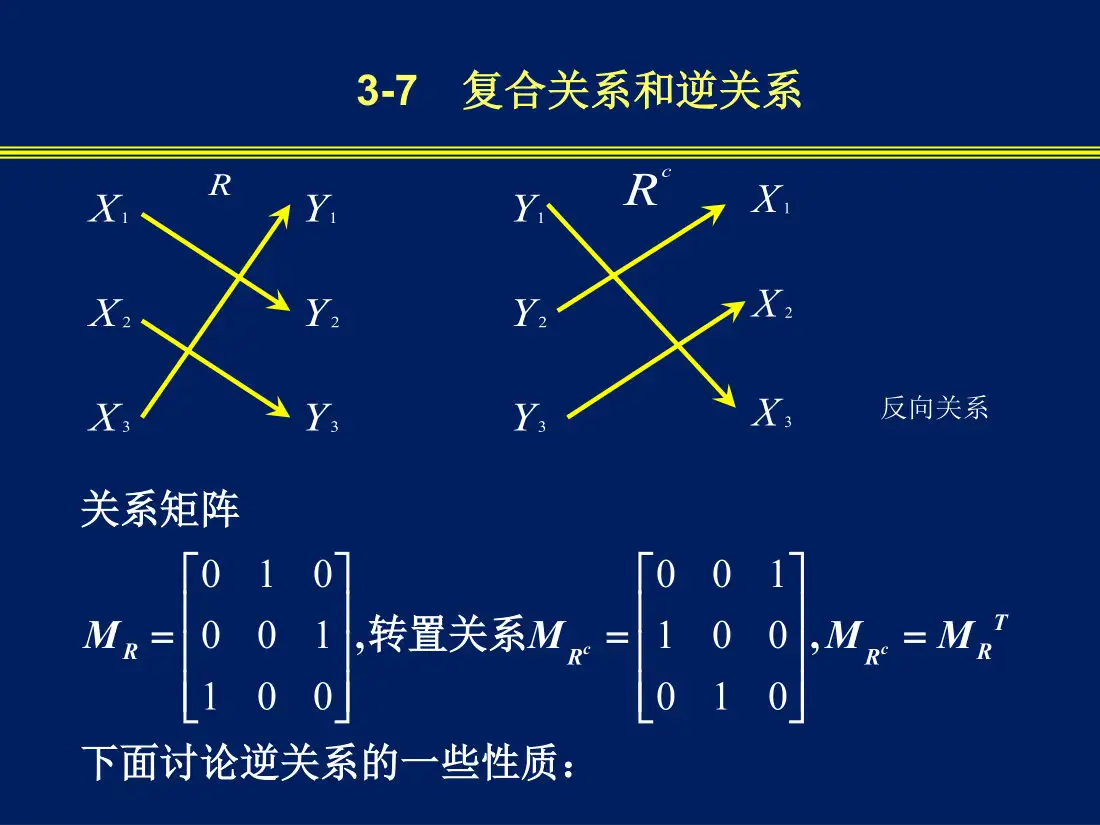 3-7 复合关系和逆关系
R R^c
X₁ Y₁ Y₁ X₁
X₂ Y₂ Y₂ X₂
X₃ Y₃ Y₃ X₃
反向关系
关系矩阵
M_R = [0 1 0; 0 0 1; 1 0 0] ,转置关系M_{R^c} = [0 0 1; 1 0 0; 0 1 0] , M_{R^c} = M_R^T
下面讨论逆关系的一些性质：